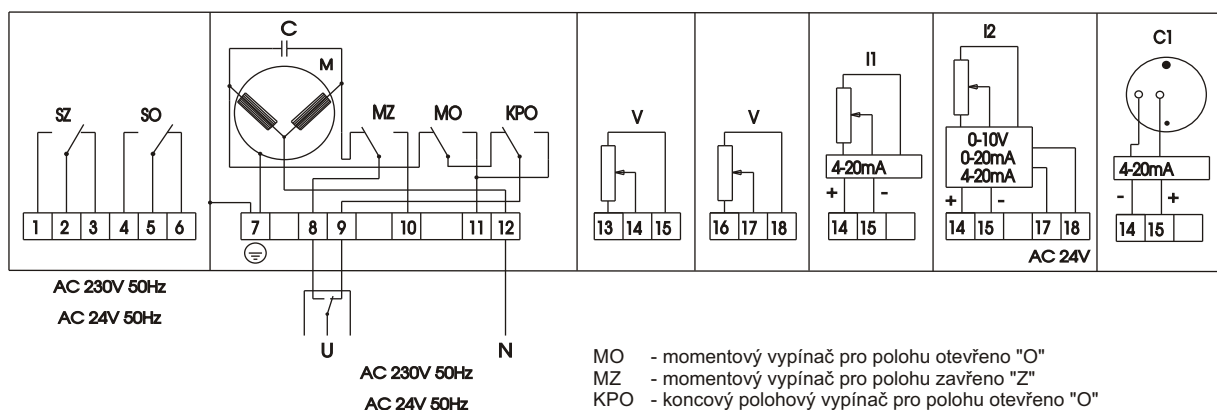 C
M
SZ SO
MZ MO KPO
V
V
I1
I2
C1
4-20mA
0-10V
0-20mA
4-20mA
4-20mA
+ -
+ -
- +
1 2 3 4 5 6
7 8 9 10 11 12
13 14 15
16 17 18
14 15
14 15 17 18
14 15
AC 24V
AC 230V 50Hz
AC 24V 50Hz
U N
AC 230V 50Hz
AC 24V 50Hz
MO - momentový vypínač pro polohu otevřeno "O"
MZ - momentový vypínač pro polohu zavřeno "Z"
KPO - koncový polohový vypínač pro polohu otevřeno "O"